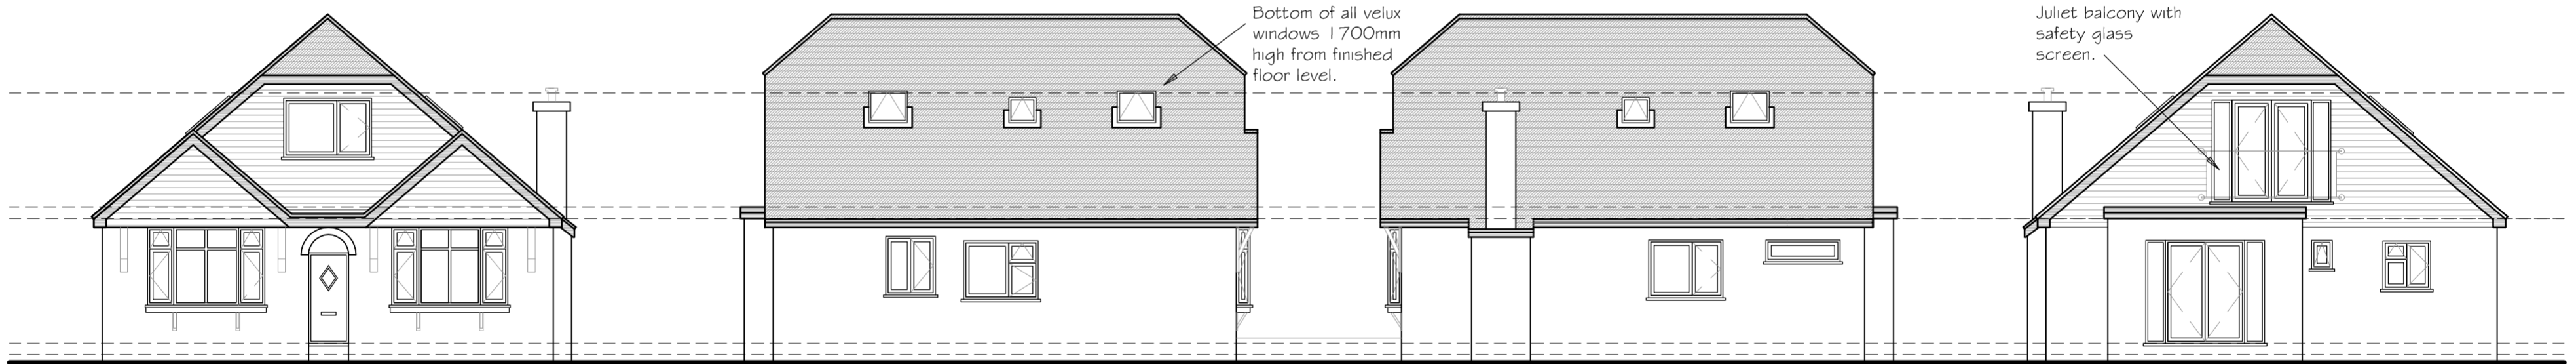 Bottom of all velux
windows 1700mm
high from finished
floor level.
Juliet balcony with
safety glass
screen.